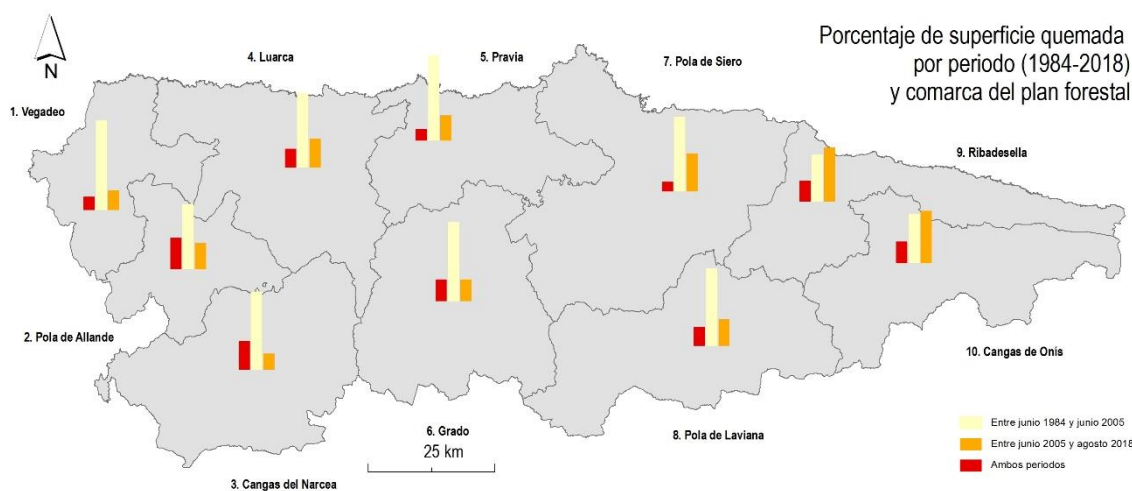 Porcentaje de superficie quemada
por periodo (1984-2018)
y comarca del plan forestal
N
4. Luarca
5. Pravia
7. Pola de Siero
1. Vegadeo
9. Ribadesella
2. Pola de Allande
10. Cangas de Onís
6. Grado
8. Pola de Laviana
25 km
3. Cangas del Narcea
Entre junio 1984 y junio 2005
Entre junio 2005 y agosto 2018
Ambos periodos